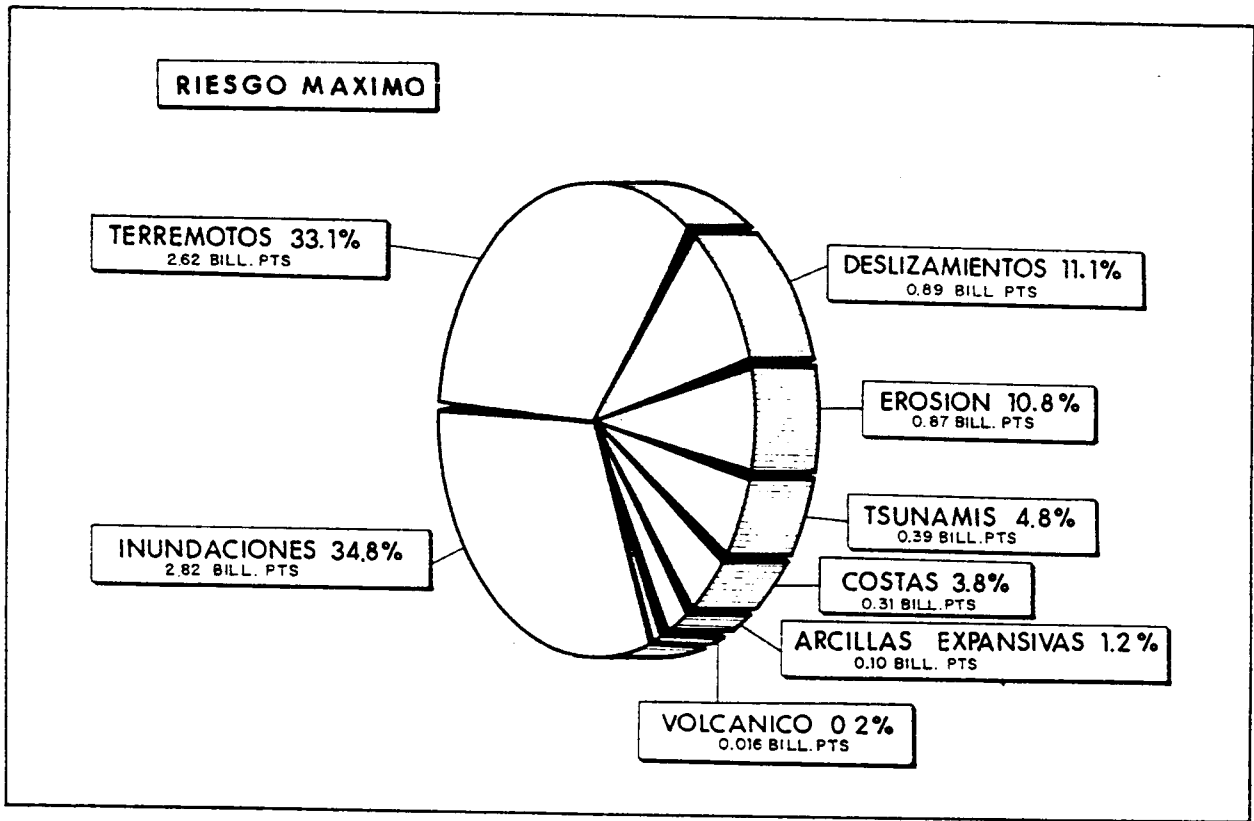 RIESGO MAXIMO
TERREMOTOS 33.1%
2.62 BILL. PTS
DESLIZAMIENTOS 11.1%
0.89 BILL PTS
EROSION 10.8%
0.87 BILL. PTS
TSUNAMIS 4.8%
0.39 BILL. PTS
INUNDACIONES 34.8%
2.82 BILL. PTS
COSTAS 3.8%
0.31 BILL. PTS
ARCILLAS EXPANSIVAS 1.2%
0.10 BILL. PTS
VOLCANICO 0 2%
0.016 BILL. PTS